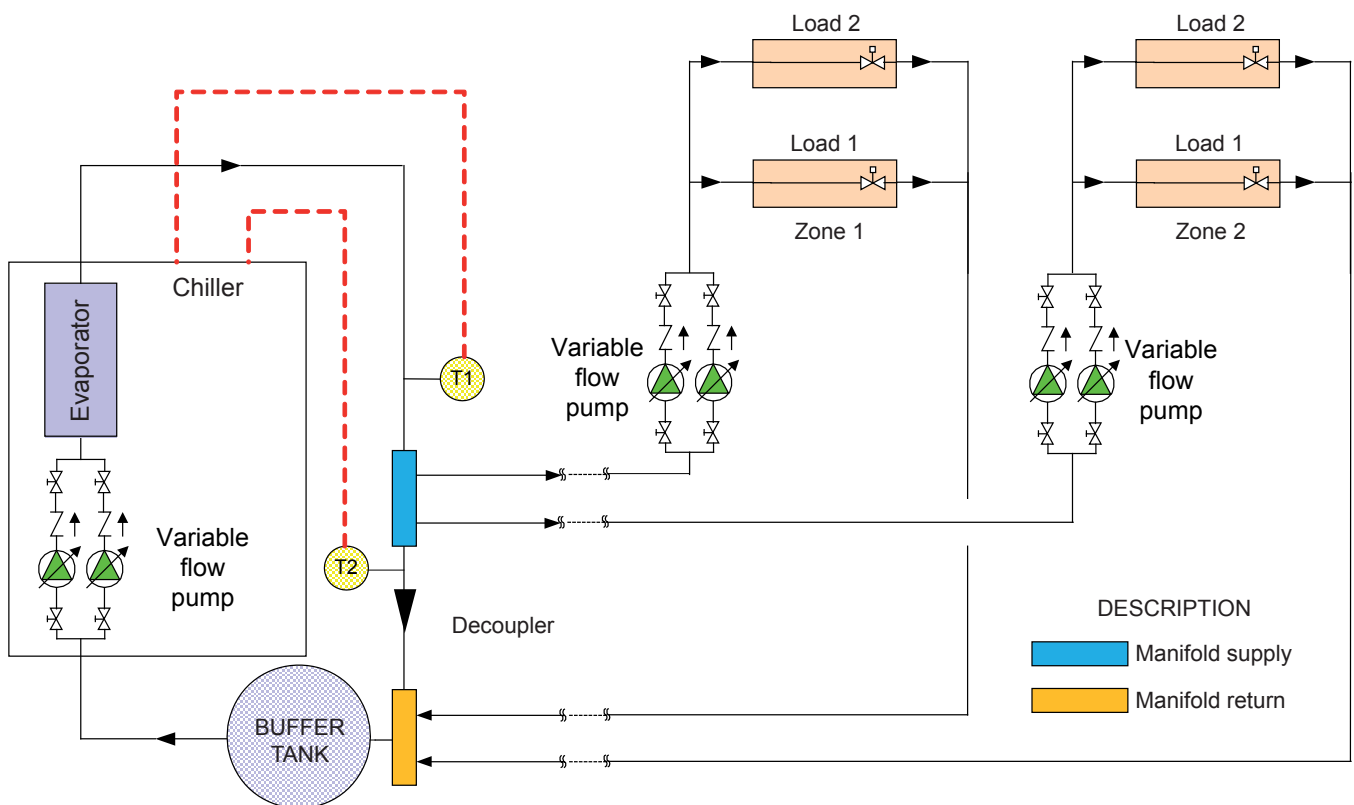 Load 2
Load 2
Load 1
Load 1
Zone 1
Zone 2
Chiller
Evaporator
T1
Variable
flow
pump
Variable
flow
pump
Variable
flow
pump
T2
Decoupler
DESCRIPTION
Manifold supply
Manifold return
BUFFER
TANK